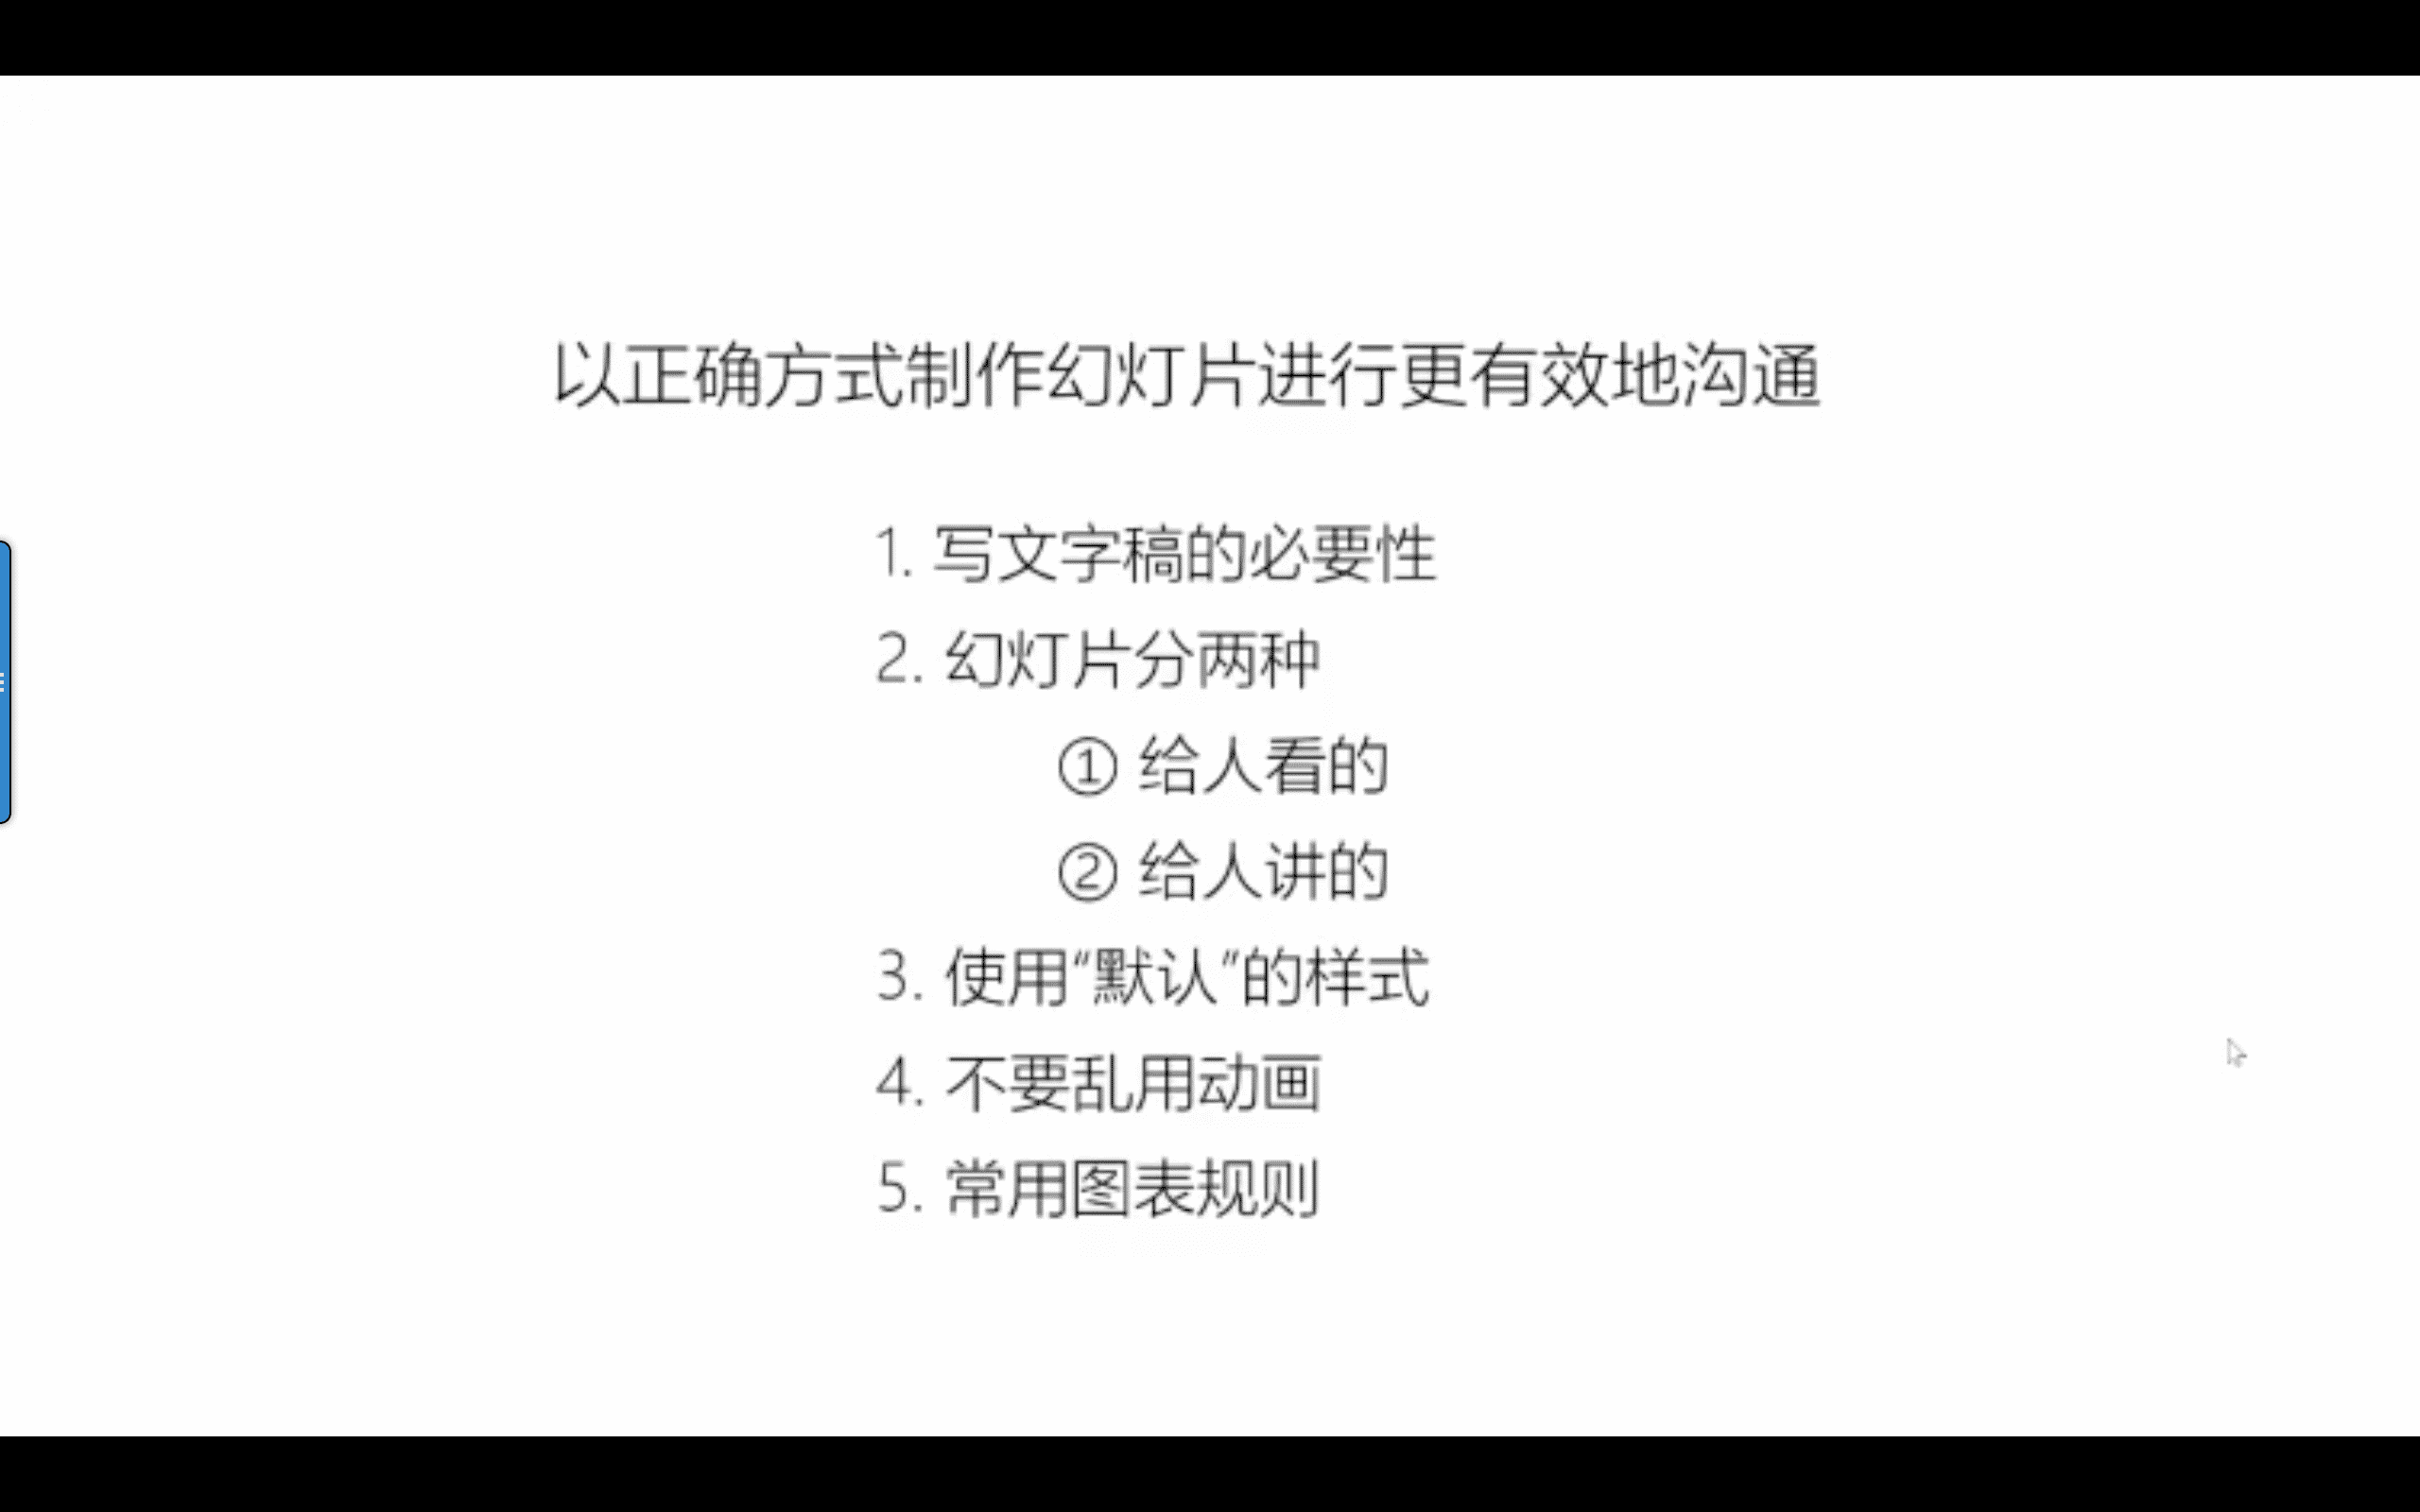 以正确方式制作幻灯片进行更有效地沟通
1. 写文字稿的必要性
2. 幻灯片分两种
① 给人看的
② 给人讲的
3. 使用“默认”的样式
4. 不要乱用动画
5. 常用图表规则